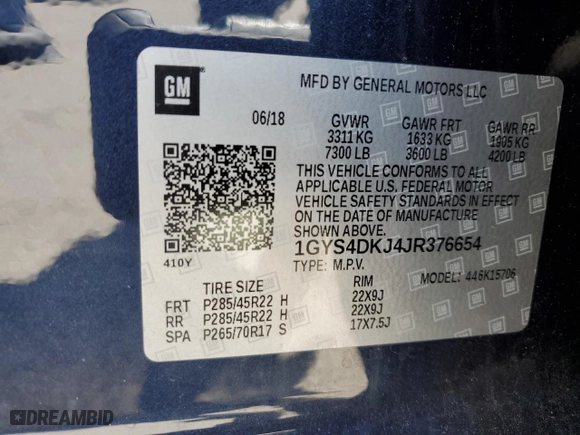 GM
MFD BY GENERAL MOTORS LLC
06/18 GVWR GAWR FRT GAWR RR
3311 KG 1633 KG 1905 KG
7300 LB 3600 LB 4200 LB
THIS VEHICLE CONFORMS TO ALL
APPLICABLE U.S. FEDERAL MOTOR
VEHICLE SAFETY STANDARDS IN EFFECT
ON THE DATE OF MANUFACTURE
SHOWN ABOVE.
410Y
1GYS4DKJ4JR376654
TYPE: M.P.V. MODEL: 446K15706
TIRE SIZE RIM
FRT P285/45R22 H 22X9J
RR P285/45R22 H 22X9J
SPA P265/70R17 S 17X7.5J
DREAMBID